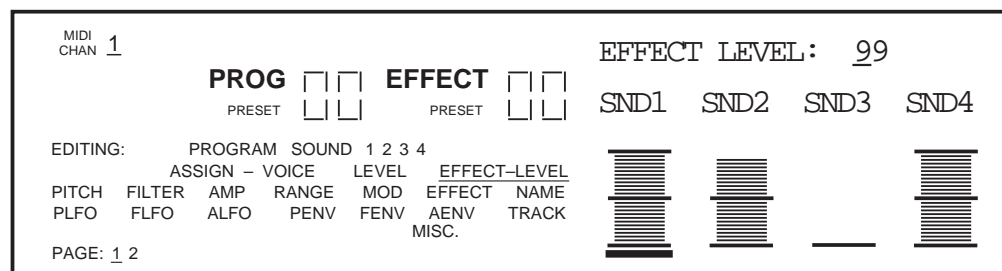 MIDI
CHAN 1
EFFECT LEVEL: 99
PROG 00 EFFECT 00
PRESET PRESET
SND1 SND2 SND3 SND4
EDITING: PROGRAM SOUND 1 2 3 4
ASSIGN – VOICE LEVEL EFFECT–LEVEL
PITCH FILTER AMP RANGE MOD EFFECT NAME
PLFO FLFO ALFO PENV FENV AENV TRACK
MISC.
PAGE: 1 2